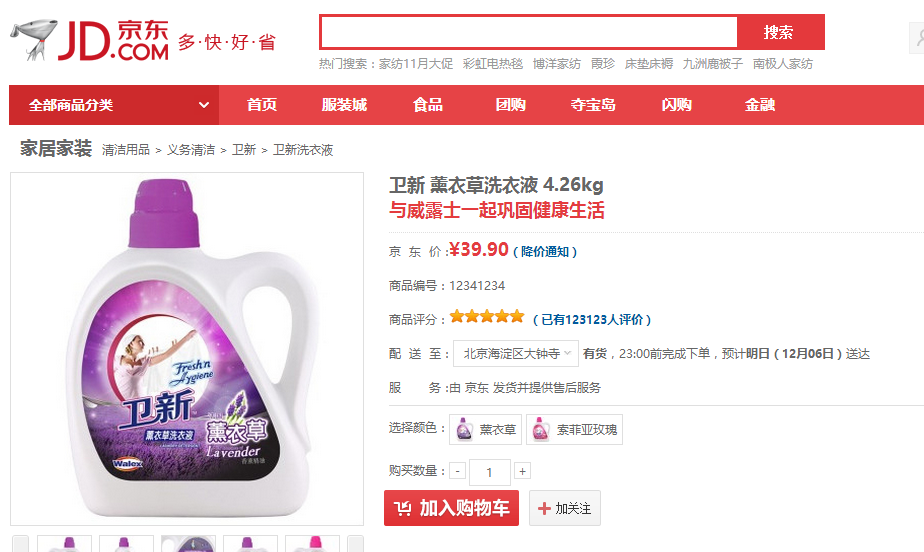 京东
JD.COM
多·快·好·省
搜索
热门搜索：家纺11月大促 彩虹电热毯 博洋家纺 霞珍 床垫床褥 九洲鹿被子 南极人家纺
全部商品分类
首页 服装城 食品 团购 夺宝岛 闪购 金融
家居家装 清洁用品 > 义务清洁 > 卫新 > 卫新洗衣液
卫新 薰衣草洗衣液 4.26kg
与威露士一起巩固健康生活
京 东 价 :¥39.90（降价通知）
商品编号：12341234
商品评分： （已有123123人评价）
配 送 至： 北京海淀区大钟寺 有货，23:00前完成下单，预计明日（12月06日）送达
服 务 :由 京东 发货并提供售后服务
选择颜色： 薰衣草 索菲亚玫瑰
购买数量： - 1 +
加入购物车 +加关注
Fresh'n
Hygiene
卫新
薰衣草洗衣液
薰衣草
Lavender
Walex